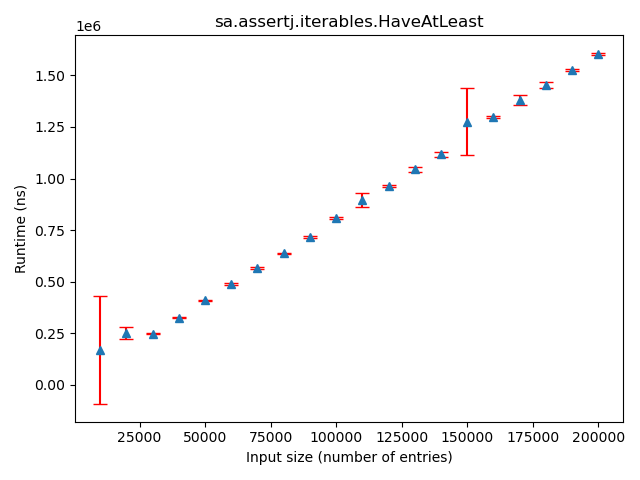 sa.assertj.iterables.HaveAtLeast
1e6
1.50
1.25
1.00
0.75
0.50
0.25
0.00
Runtime (ns)
25000 50000 75000 100000 125000 150000 175000 200000
Input size (number of entries)